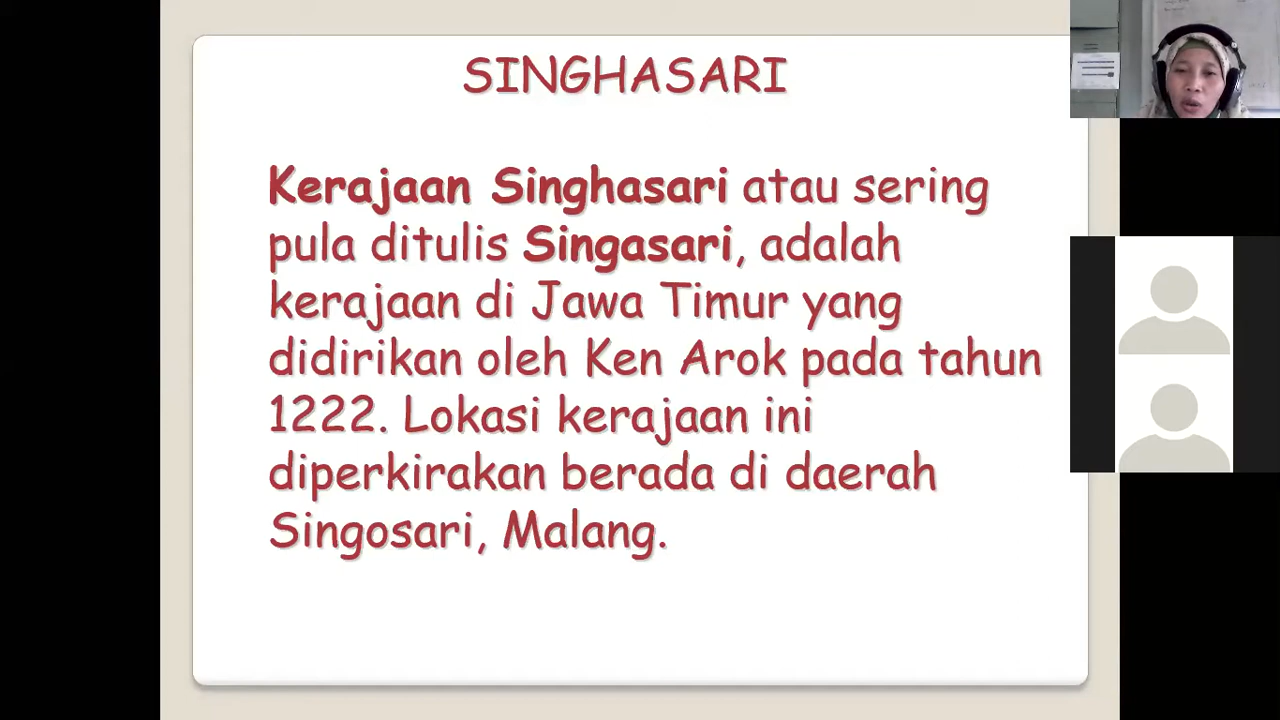 SINGHASARI
Kerajaan Singhasari atau sering
pula ditulis Singasari, adalah
kerajaan di Jawa Timur yang
didirikan oleh Ken Arok pada tahun
1222. Lokasi kerajaan ini
diperkirakan berada di daerah
Singosari, Malang.